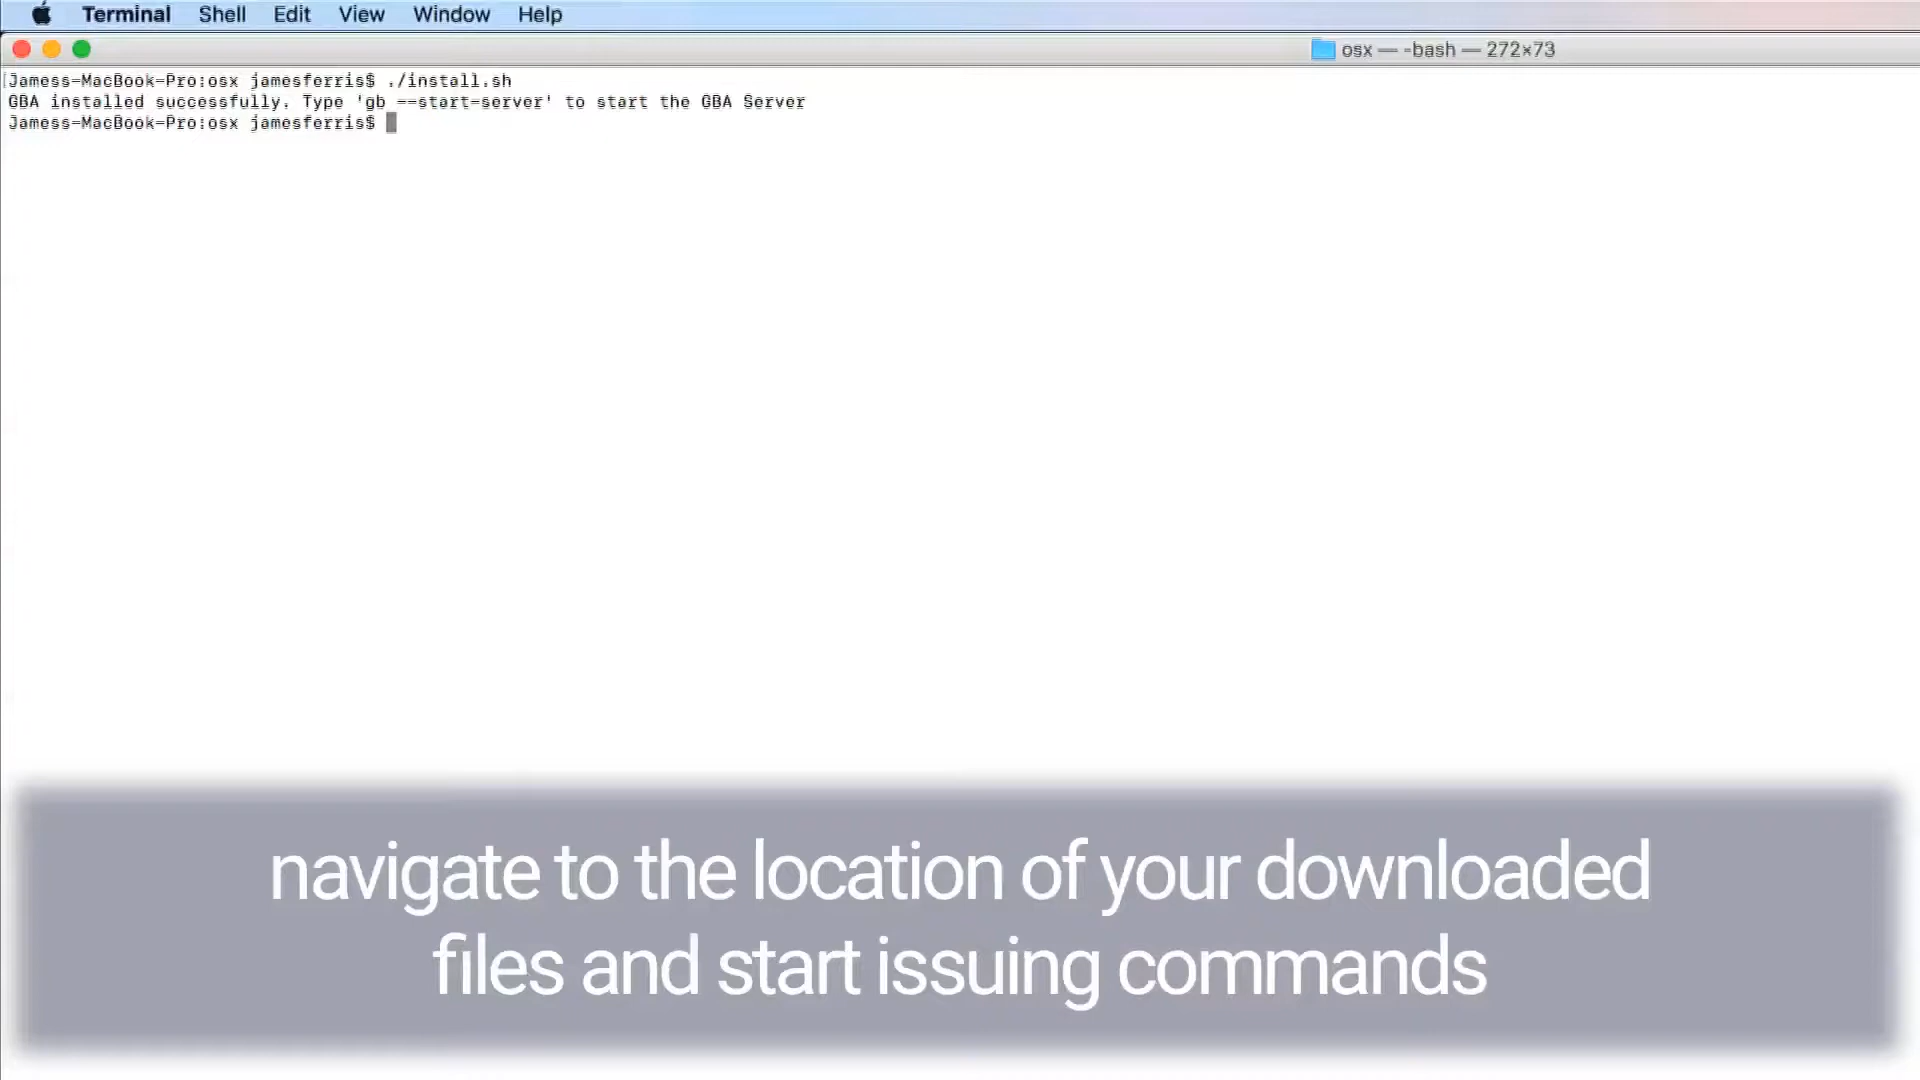 Terminal Shell Edit View Window Help
osx — -bash — 272×73
Jamess-MacBook-Pro:osx jamesferris$ ./install.sh
GBA installed successfully. Type 'gb --start-server' to start the GBA Server
Jamess-MacBook-Pro:osx jamesferris$
navigate to the location of your downloaded
files and start issuing commands